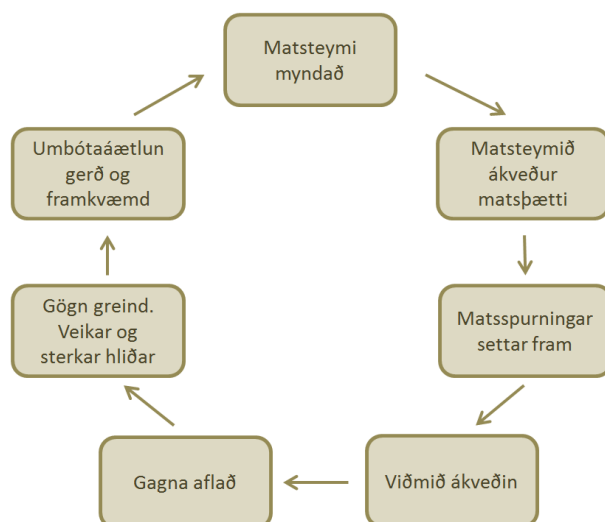 Matsteymi
myndað
Matsteymið
ákveður
matsþætti
Matsspurningar
settar fram
Viðmið ákveðin
Gagna aflað
Gögn greind.
Veikar og
sterkar hliðar
Umbótaáætlun
gerð og
framkvæmd